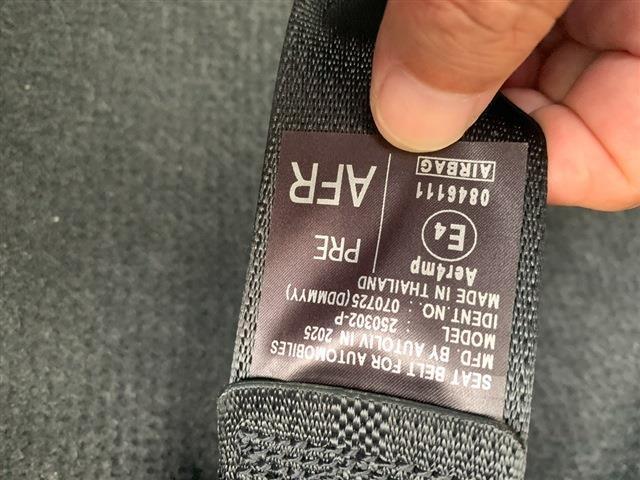 SEAT BELT FOR AUTOMOBILES
MFD. BY AUTOLIV IN 2025
MODEL : 250302-P
IDENT.NO. : 070725 (DDMMYY)
MADE IN THAILAND
Aer4mp
E4
0846111
AIRBAG
PRE
AFR